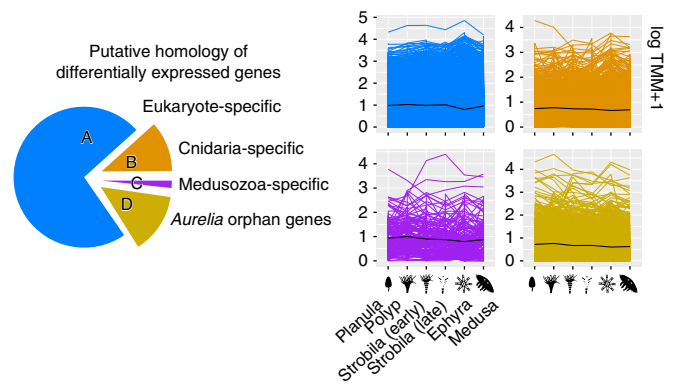 Putative homology of
differentially expressed genes
Eukaryote-specific
A
Cnidaria-specific
B
C
Medusozoa-specific
D
Aurelia orphan genes
5
4
3
2
1
0
4
3
2
1
0
log TMM+1
4
3
2
1
0
4
3
2
1
0
Planula
Polyp
Strobila (early)
Strobila (late)
Ephyra
Medusa